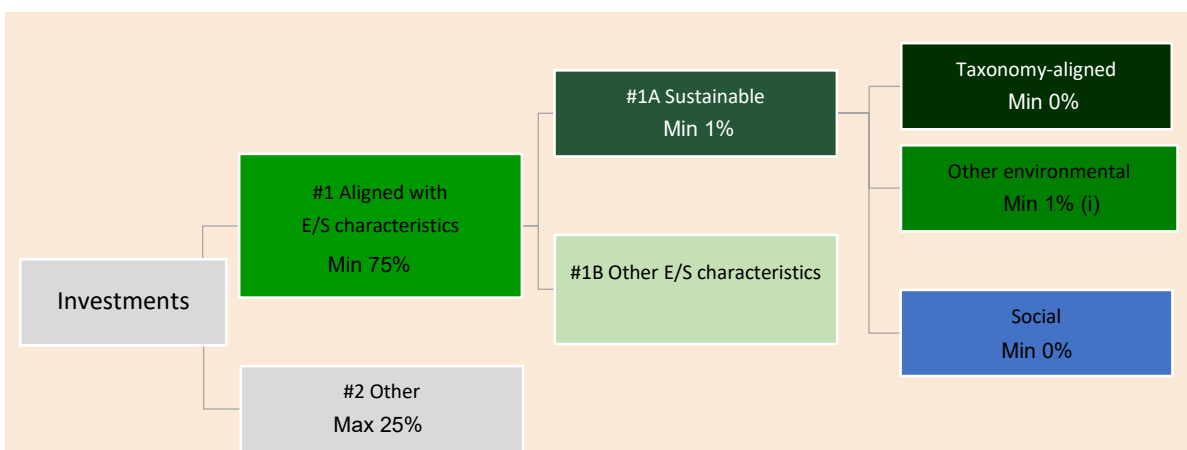 Investments
#1 Aligned with
E/S characteristics
Min 75%
#2 Other
Max 25%
#1A Sustainable
Min 1%
#1B Other E/S characteristics
Taxonomy-aligned
Min 0%
Other environmental
Min 1% (i)
Social
Min 0%